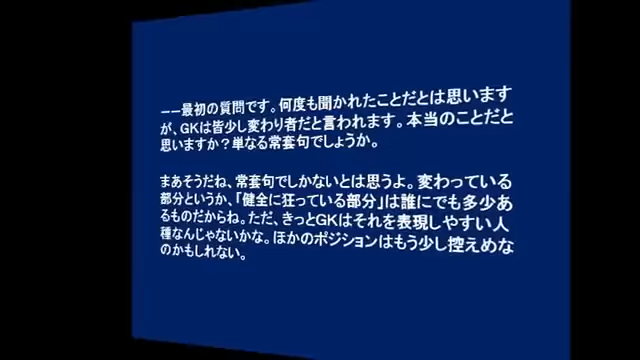 ――最初の質問です。何度も聞かれたことだとは思います
が、GKは皆少し変わり者だと言われます。本当のことだと
思いますか？単なる常套句でしょうか。
まあそうだね、常套句でしかないとは思うよ。変わっている
部分というか、「健全に狂っている部分」は誰にでも多少あ
るものだからね。ただ、きっとGKはそれを表現しやすい人
種なんじゃないかな。ほかのポジションはもう少し控えめな
のかもしれない。